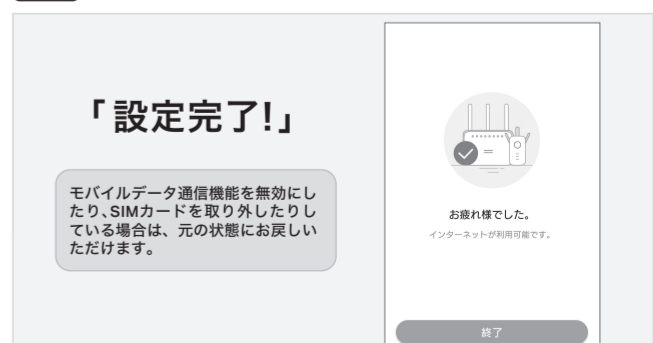 「設定完了!」
モバイルデータ通信機能を無効にし
たり、SIMカードを取り外したりし
ている場合は、元の状態にお戻しい
ただけます。
お疲れ様でした。
インターネットが利用可能です。
終了